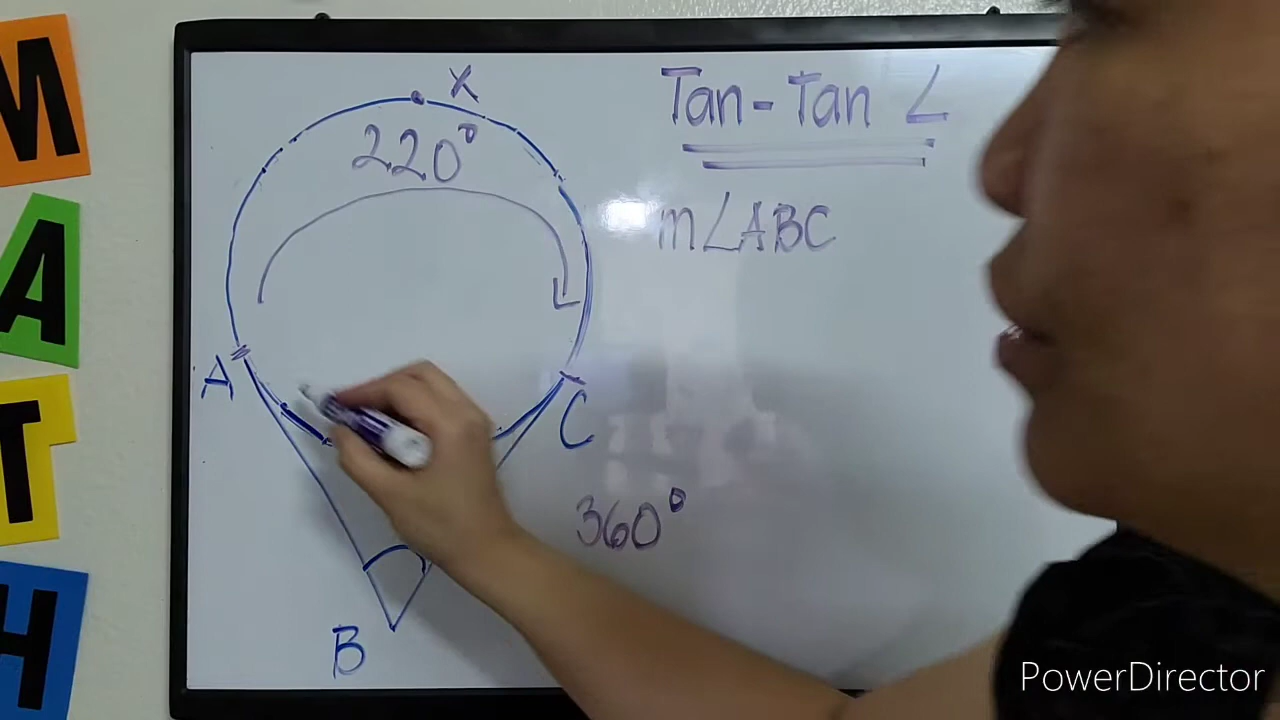 M
A
T
H
X
220°
A
C
B
360°
Tan-Tan ∠
m∠ABC
PowerDirector